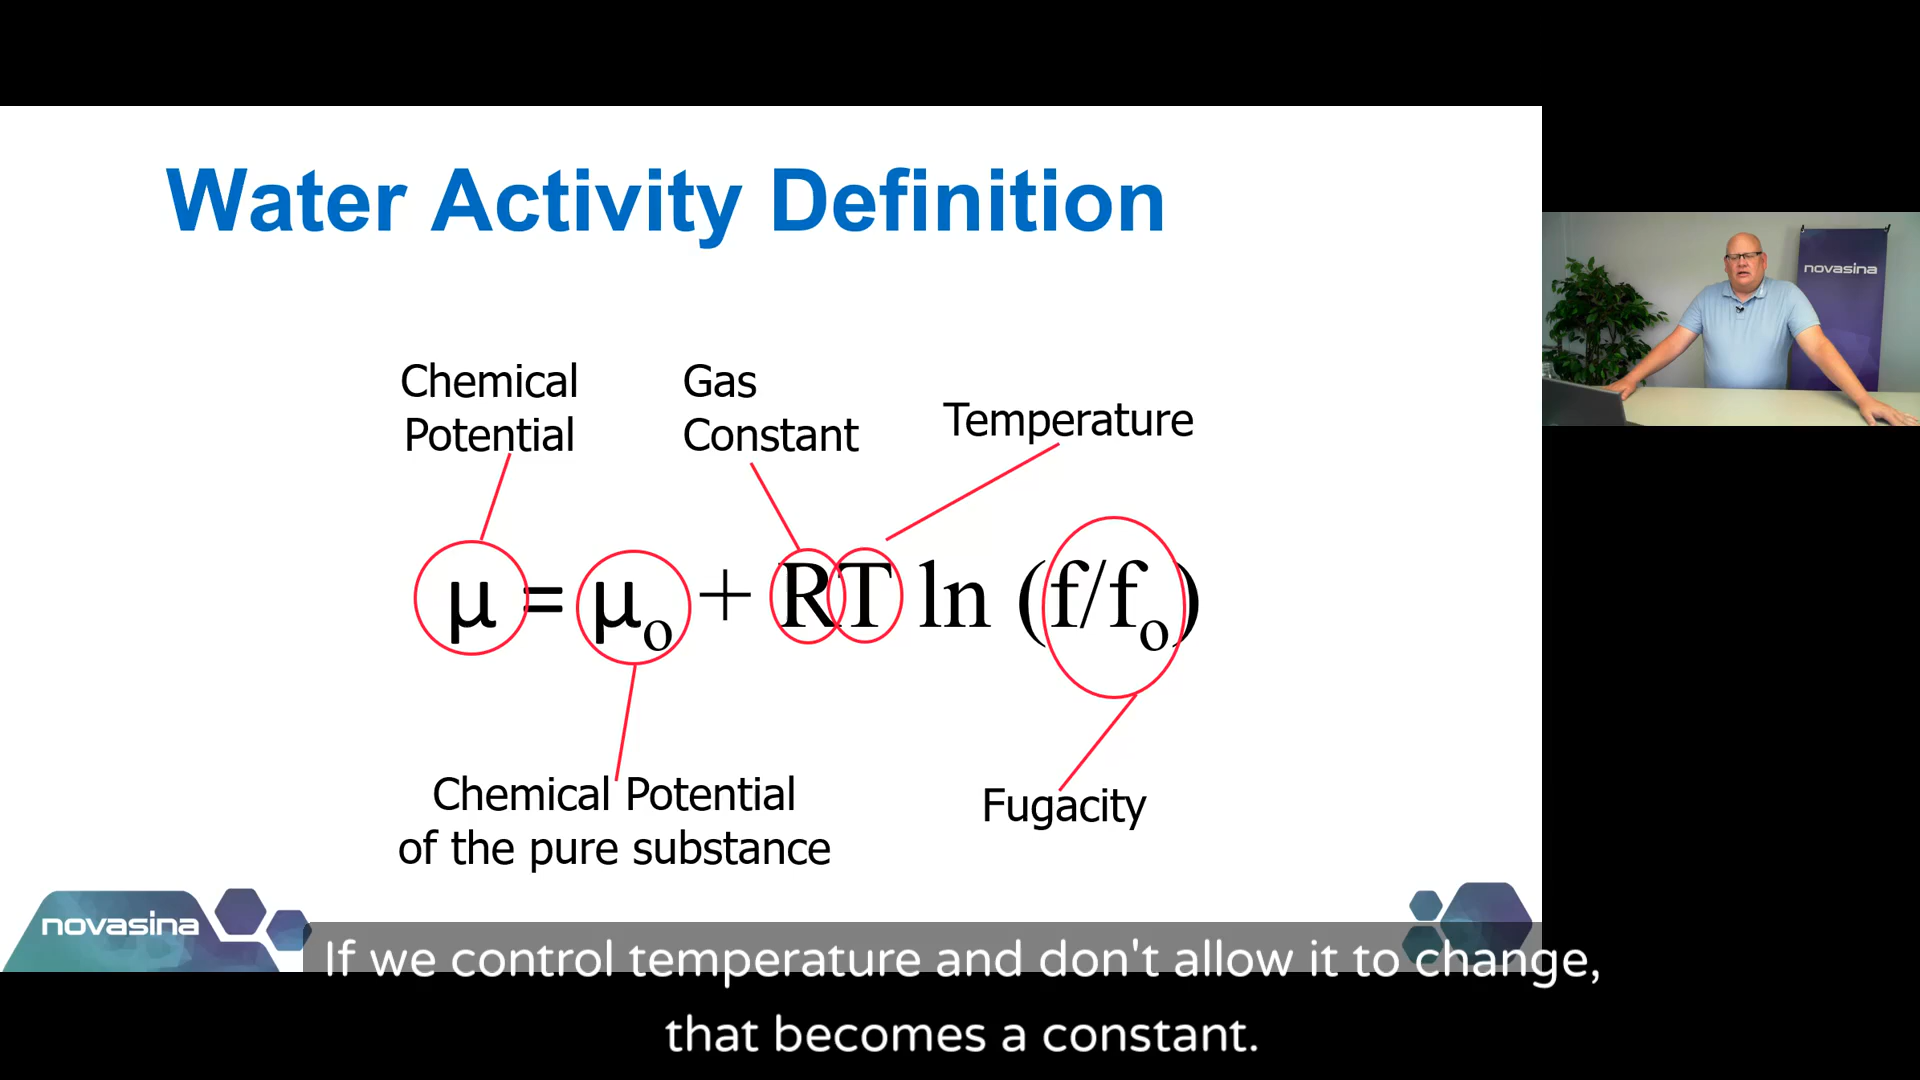 Water Activity Definition
Chemical
Potential
Gas
Constant
Temperature
μ = μo + RT ln (f/fo)
Chemical Potential
of the pure substance
Fugacity
novasina
novasina
If we control temperature and don't allow it to change,
that becomes a constant.